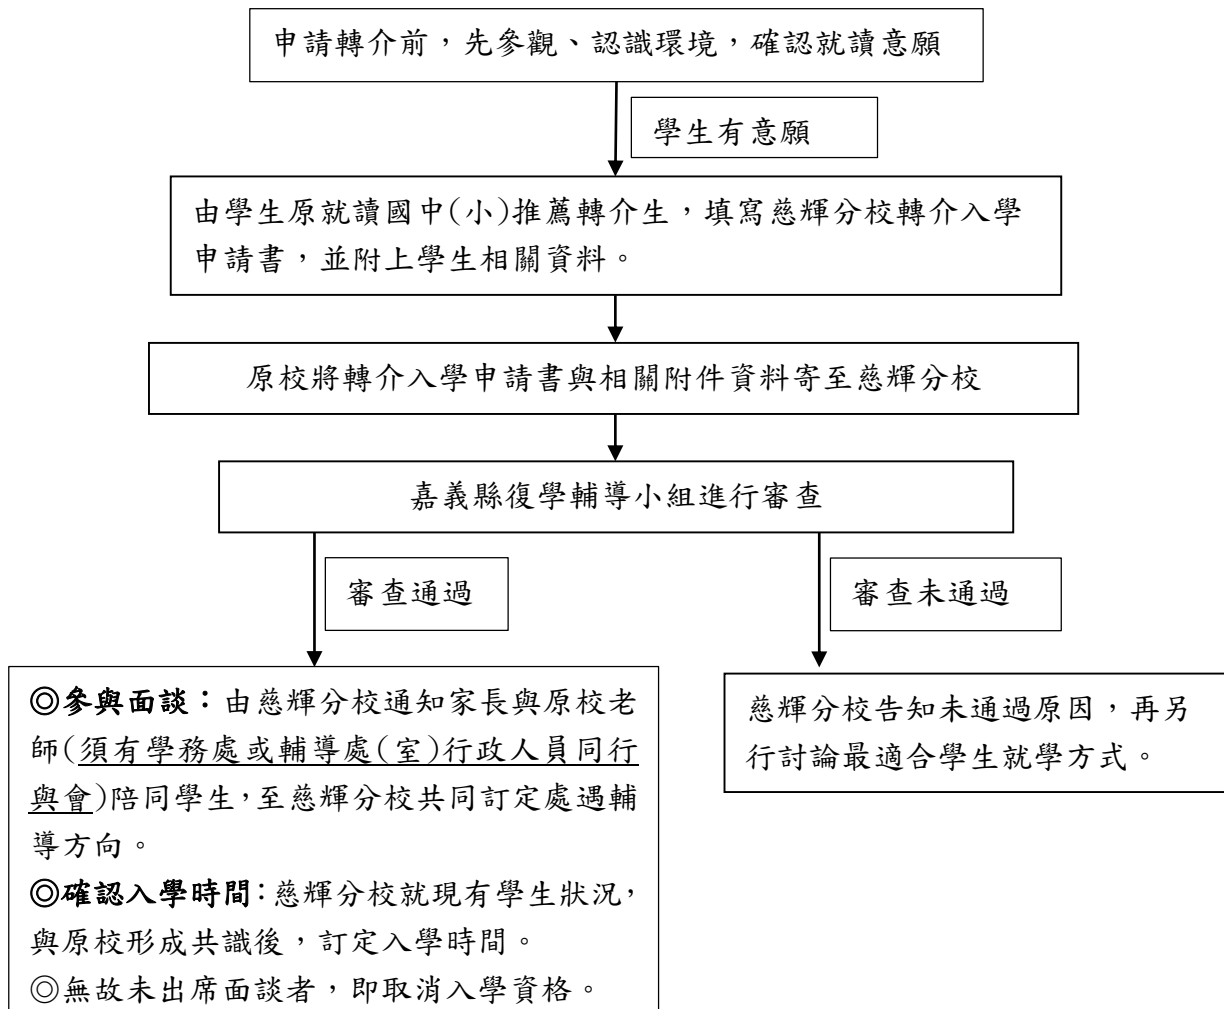 申請轉介前，先參觀、認識環境，確認就讀意願
學生有意願
由學生原就讀國中(小)推薦轉介生，填寫慈輝分校轉介入學
申請書，並附上學生相關資料。
原校將轉介入學申請書與相關附件資料寄至慈輝分校
嘉義縣復學輔導小組進行審查
審查通過
審查未通過
◎參與面談：由慈輝分校通知家長與原校老
師(須有學務處或輔導處(室)行政人員同行
與會)陪同學生，至慈輝分校共同訂定處遇輔
導方向。
◎確認入學時間：慈輝分校就現有學生狀況，
與原校形成共識後，訂定入學時間。
◎無故未出席面談者，即取消入學資格。
慈輝分校告知未通過原因，再另
行討論最適合學生就學方式。